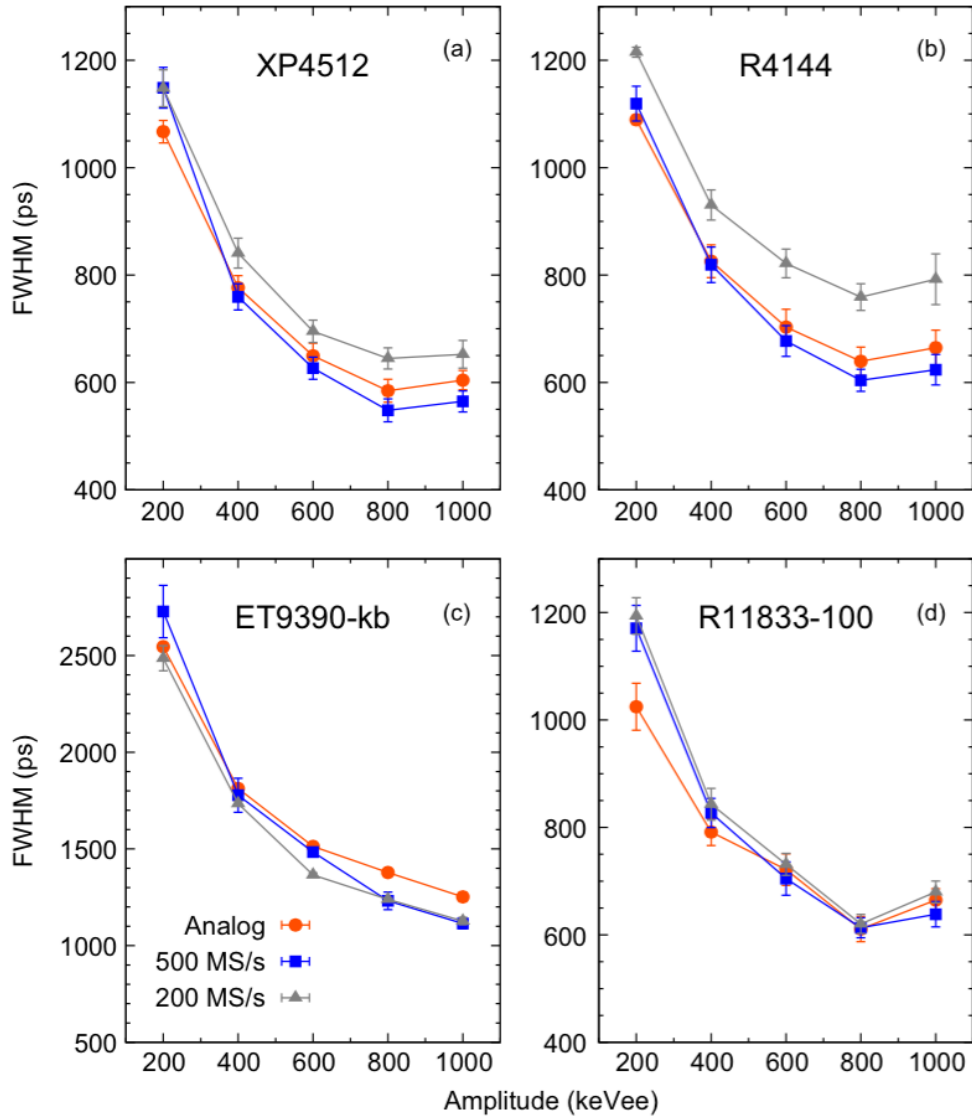 XP4512 (a)
R4144 (b)
1200
1000
800
600
400
FWHM (ps)
200 400 600 800 1000
1200
1000
800
600
400
200 400 600 800 1000
ET9390-kb (c)
R11833-100 (d)
2500
2000
1500
1000
500
FWHM (ps)
Analog
500 MS/s
200 MS/s
200 400 600 800 1000
1200
1000
800
600
400
200 400 600 800 1000
Amplitude (keVee)